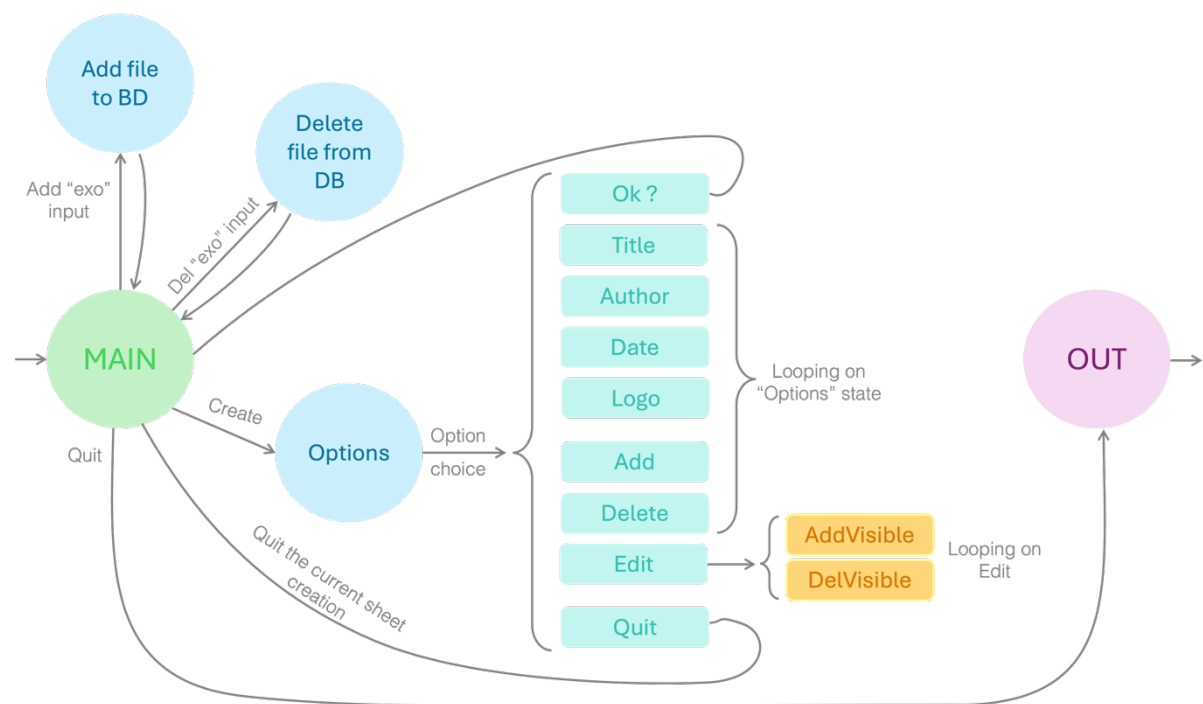 Add file
to BD
Delete
file from
DB
Add “exo”
input
Del “exo” input
Ok ?
Title
Author
Date
Logo
Add
Delete
Edit
Quit
MAIN
OUT
Looping on
“Options” state
Create
Quit
Options
Option
choice
AddVisible
DelVisible
Looping on
Edit
Quit the current sheet
creation